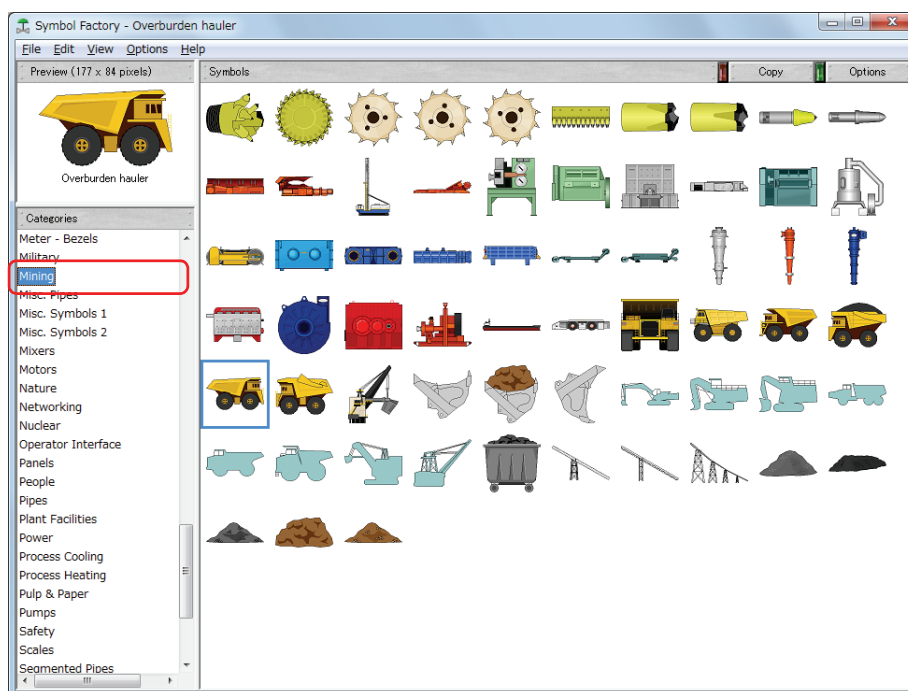 Symbol Factory - Overburden hauler
File Edit View Options Help
Preview (177 x 84 pixels)
Symbols
Copy
Options
Overburden hauler
Categories
Meter - Bezels
Military
Mining
Misc. Pipes
Misc. Symbols 1
Misc. Symbols 2
Mixers
Motors
Nature
Networking
Nuclear
Operator Interface
Panels
People
Pipes
Plant Facilities
Power
Process Cooling
Process Heating
Pulp & Paper
Pumps
Safety
Scales
Segmented Pipes